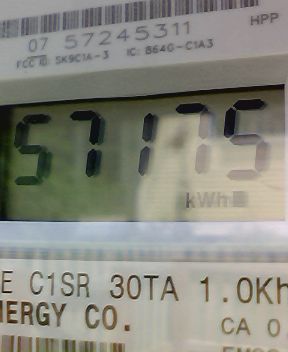 07 57245311
HPP
FCC ID: SK9C1A-3 IC: 864G-C1A3
57175
kWh
E C1SR 30TA 1.0Kh
NERGY CO.
CA 0.